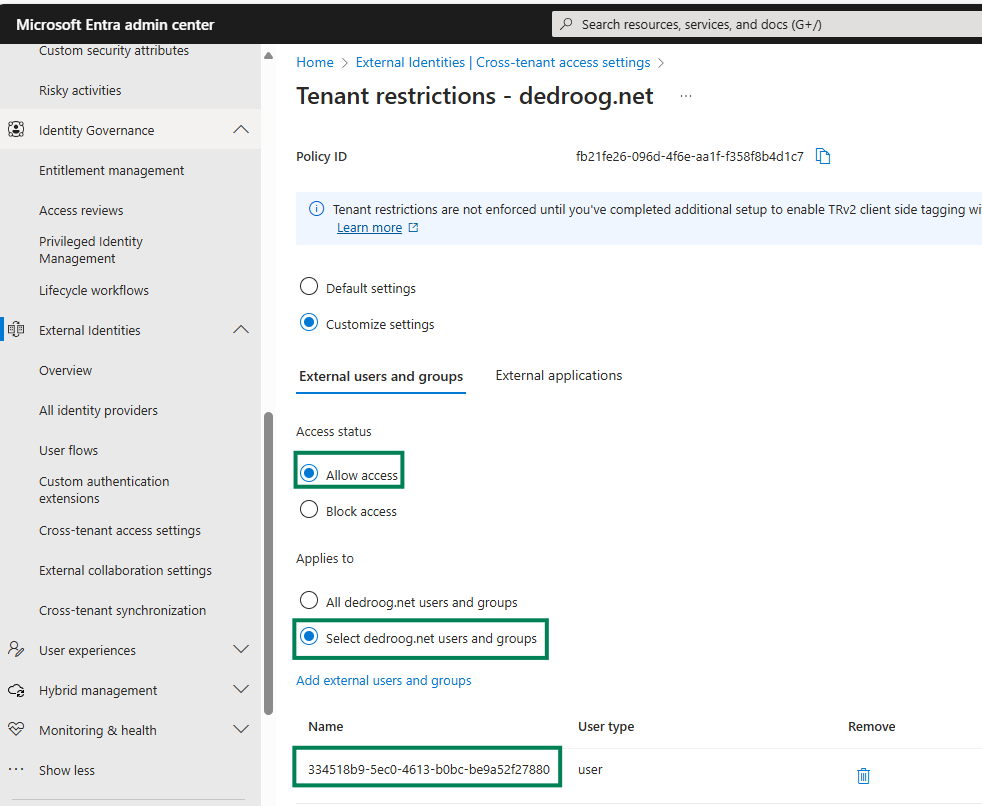 Microsoft Entra admin center
Search resources, services, and docs (G+/)
Custom security attributes
Risky activities
Identity Governance
Entitlement management
Access reviews
Privileged Identity
Management
Lifecycle workflows
External Identities
Overview
All identity providers
User flows
Custom authentication
extensions
Cross-tenant access settings
External collaboration settings
Cross-tenant synchronization
User experiences
Hybrid management
Monitoring & health
Show less
Home > External Identities | Cross-tenant access settings >
Tenant restrictions - dedroog.net ...
Policy ID fb21fe26-096d-4f6e-aa1f-f358f8b4d1c7
Tenant restrictions are not enforced until you've completed additional setup to enable TRv2 client side tagging wi
Learn more
Default settings
Customize settings
External users and groups External applications
Access status
Allow access
Block access
Applies to
All dedroog.net users and groups
Select dedroog.net users and groups
Add external users and groups
Name User type Remove
334518b9-5ec0-4613-b0bc-be9a52f27880 user